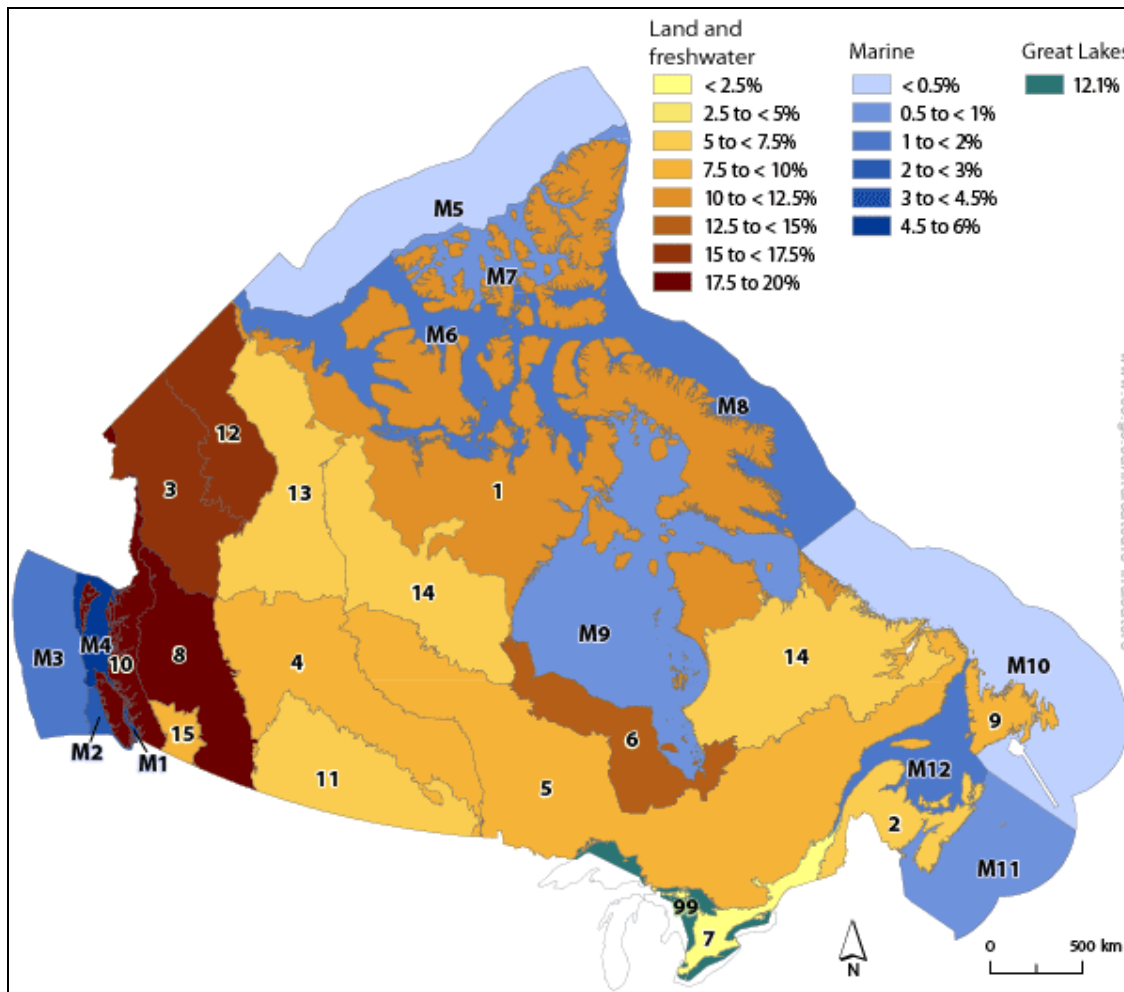 Land and
freshwater
< 2.5%
2.5 to < 5%
5 to < 7.5%
7.5 to < 10%
10 to < 12.5%
12.5 to < 15%
15 to < 17.5%
17.5 to 20%
Marine
< 0.5%
0.5 to < 1%
1 to < 2%
2 to < 3%
3 to < 4.5%
4.5 to 6%
Great Lakes
12.1%
M5
M7
M6
M8
12
3
13
1
14
M9
14
M10
M3
M4
10
8
4
9
M2
M1
15
6
M12
11
5
2
M11
99
7
N
0 500 km